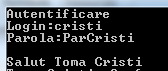 Autentificare
Login:cristi
Parola:ParCristi
Salut Toma Cristi